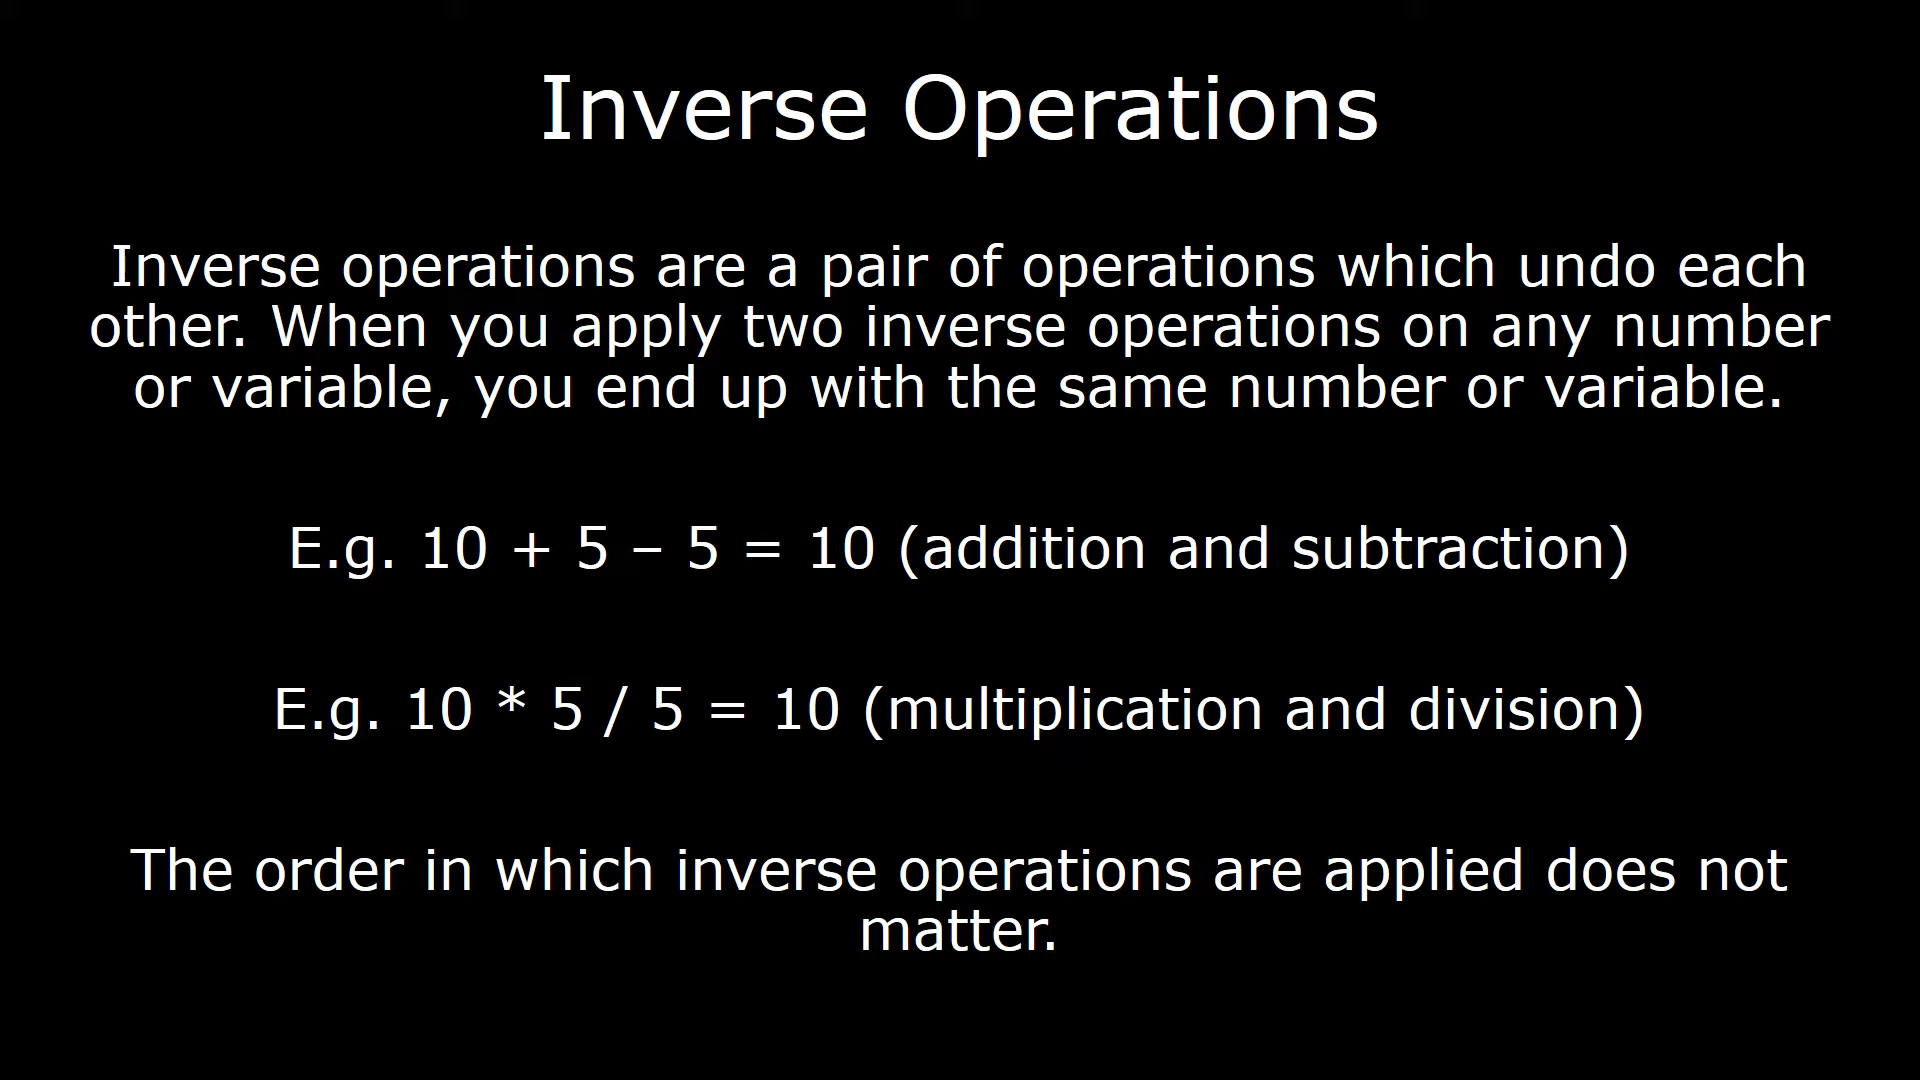 Inverse Operations
Inverse operations are a pair of operations which undo each
other. When you apply two inverse operations on any number
or variable, you end up with the same number or variable.
E.g. 10 + 5 – 5 = 10 (addition and subtraction)
E.g. 10 * 5 / 5 = 10 (multiplication and division)
The order in which inverse operations are applied does not
matter.